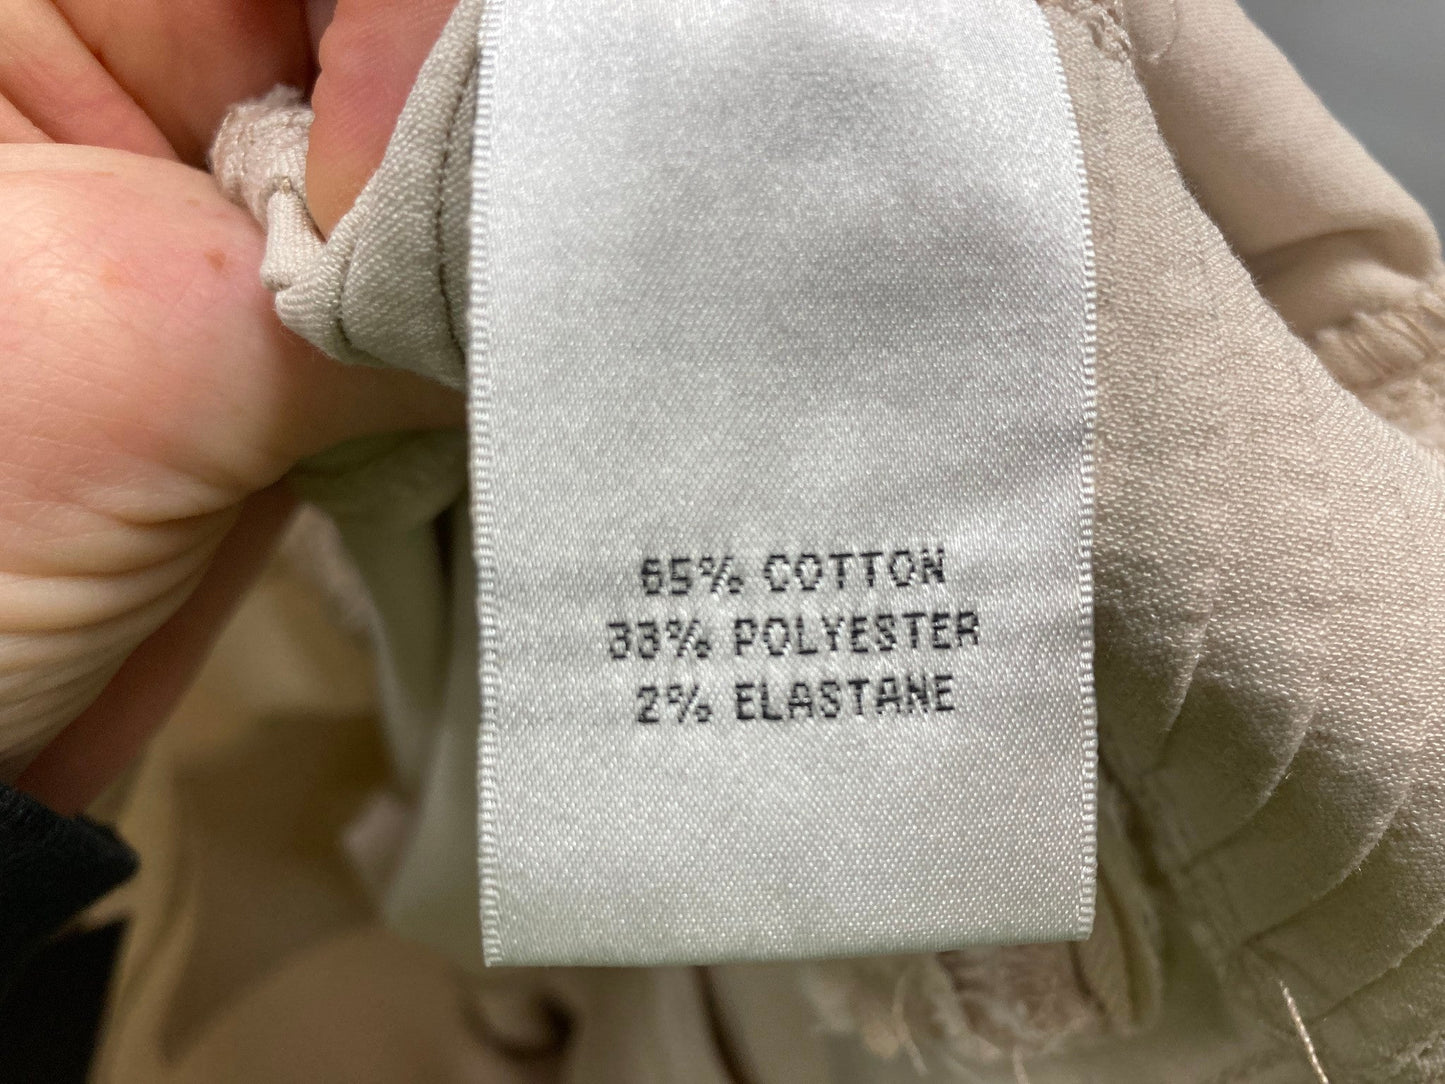 65% COTTON
33% POLYESTER
2% ELASTANE